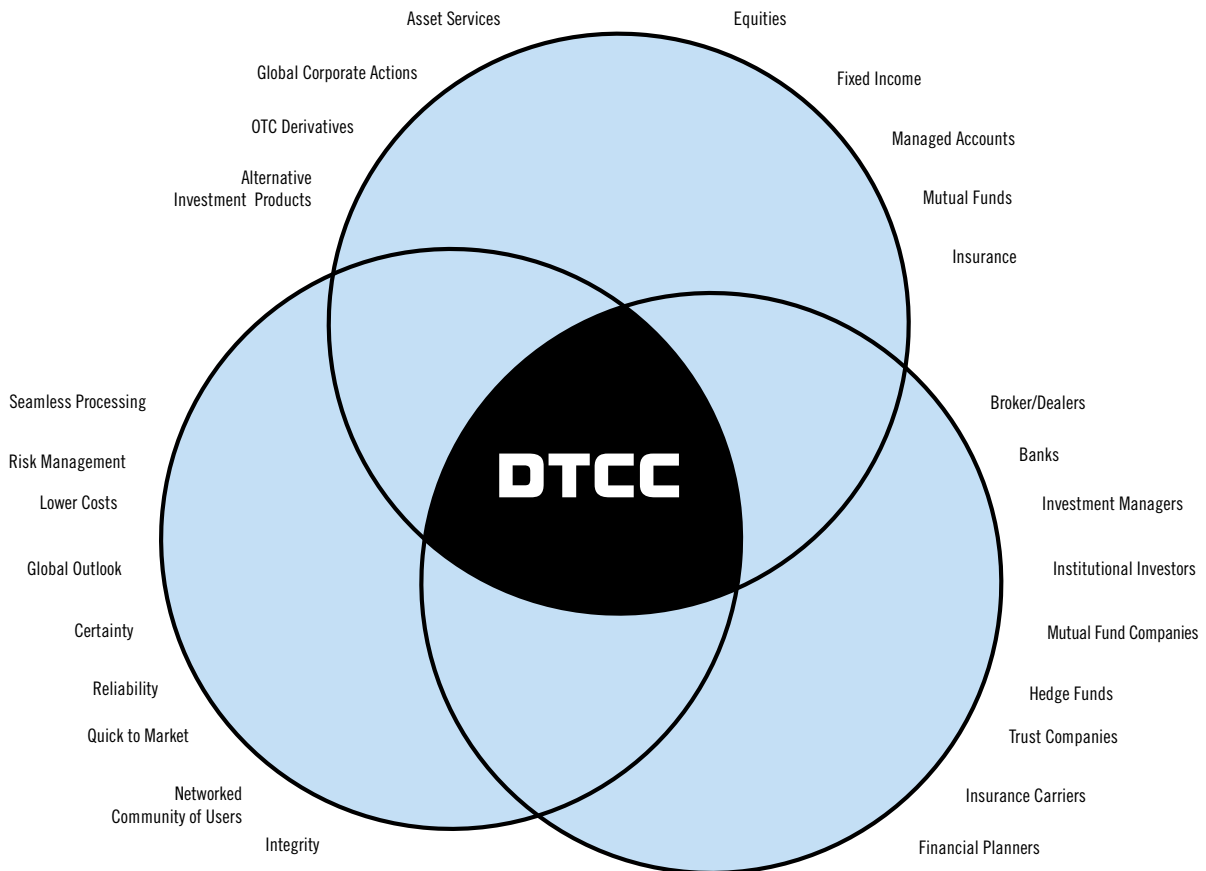 Asset Services
Equities
Global Corporate Actions
Fixed Income
OTC Derivatives
Managed Accounts
Alternative
Investment Products
Mutual Funds
Insurance
Seamless Processing
Broker/Dealers
Risk Management
Banks
Lower Costs
Investment Managers
DTCC
Global Outlook
Institutional Investors
Certainty
Mutual Fund Companies
Reliability
Hedge Funds
Quick to Market
Trust Companies
Networked
Community of Users
Insurance Carriers
Integrity
Financial Planners